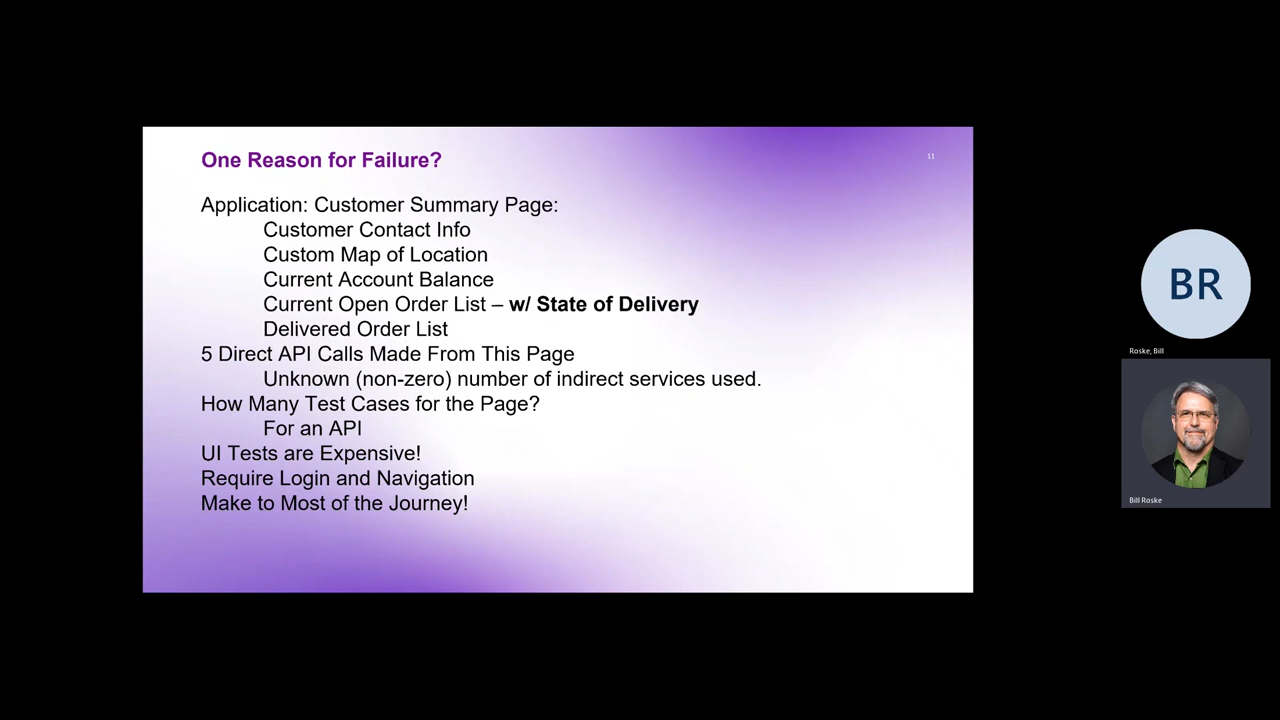 One Reason for Failure?
11
Application: Customer Summary Page:
Customer Contact Info
Custom Map of Location
Current Account Balance
Current Open Order List – w/ State of Delivery
Delivered Order List
5 Direct API Calls Made From This Page
Unknown (non-zero) number of indirect services used.
How Many Test Cases for the Page?
For an API
UI Tests are Expensive!
Require Login and Navigation
Make to Most of the Journey!
BR
Roske, Bill
Bill Roske